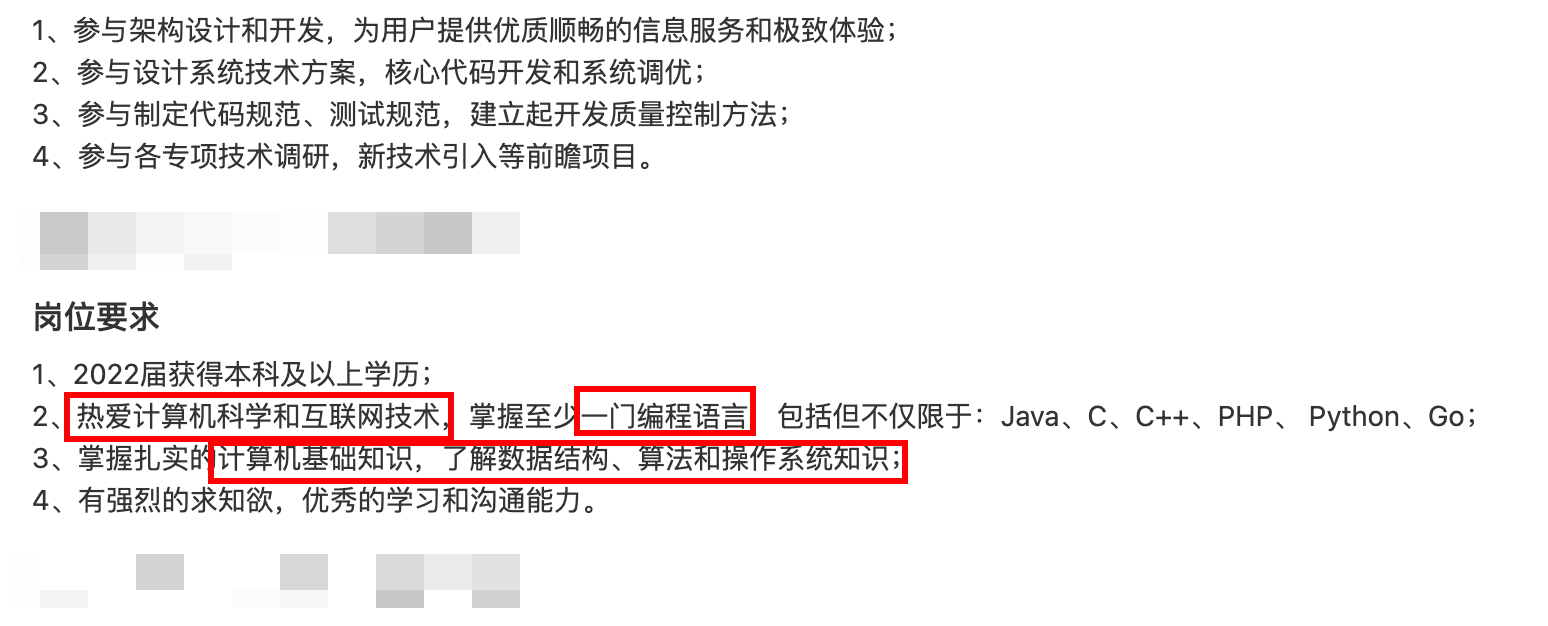 1、参与架构设计和开发，为用户提供优质顺畅的信息服务和极致体验；
2、参与设计系统技术方案，核心代码开发和系统调优；
3、参与制定代码规范、测试规范，建立起开发质量控制方法；
4、参与各专项技术调研，新技术引入等前瞻项目。
岗位要求
1、2022届获得本科及以上学历；
2、热爱计算机科学和互联网技术，掌握至少一门编程语言 包括但不仅限于：Java、C、C++、PHP、 Python、Go；
3、掌握扎实的计算机基础知识，了解数据结构、算法和操作系统知识；
4、有强烈的求知欲，优秀的学习和沟通能力。